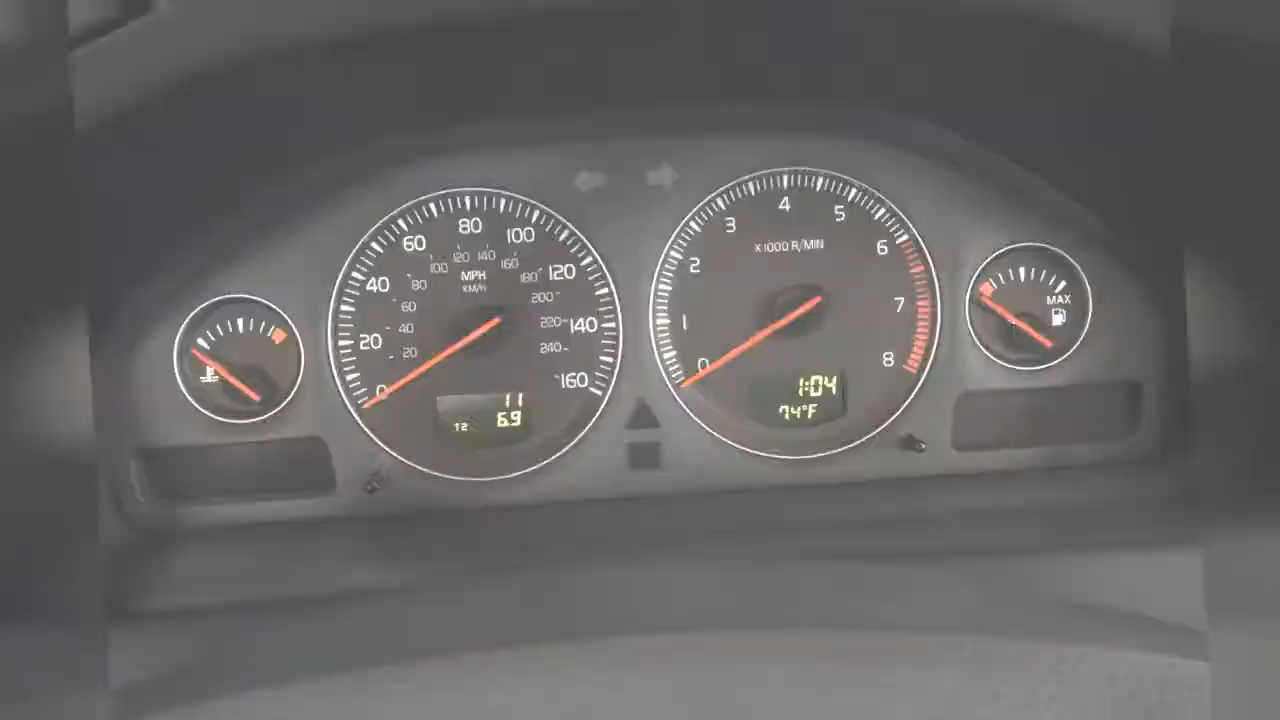 0 20 40 60 80 100 120 140 160
20 40 60 80 100 120 140 160 180 200 220 240
MPH
KM/H
11
T2 6.9
0 1 2 3 4 5 6 7 8
X1000 R/MIN
1:04
74°F
MAX